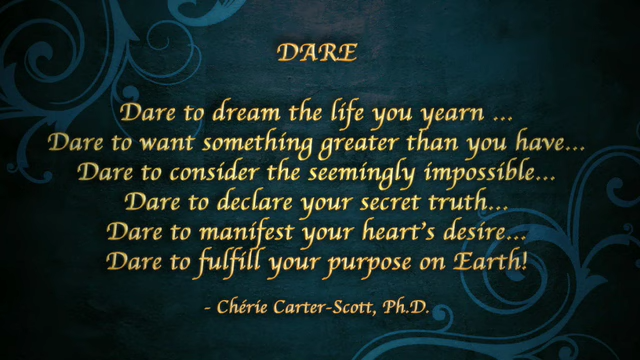 DARE
Dare to dream the life you yearn ...
Dare to want something greater than you have...
Dare to consider the seemingly impossible...
Dare to declare your secret truth...
Dare to manifest your heart's desire...
Dare to fulfill your purpose on Earth!
- Chérie Carter-Scott, Ph.D.